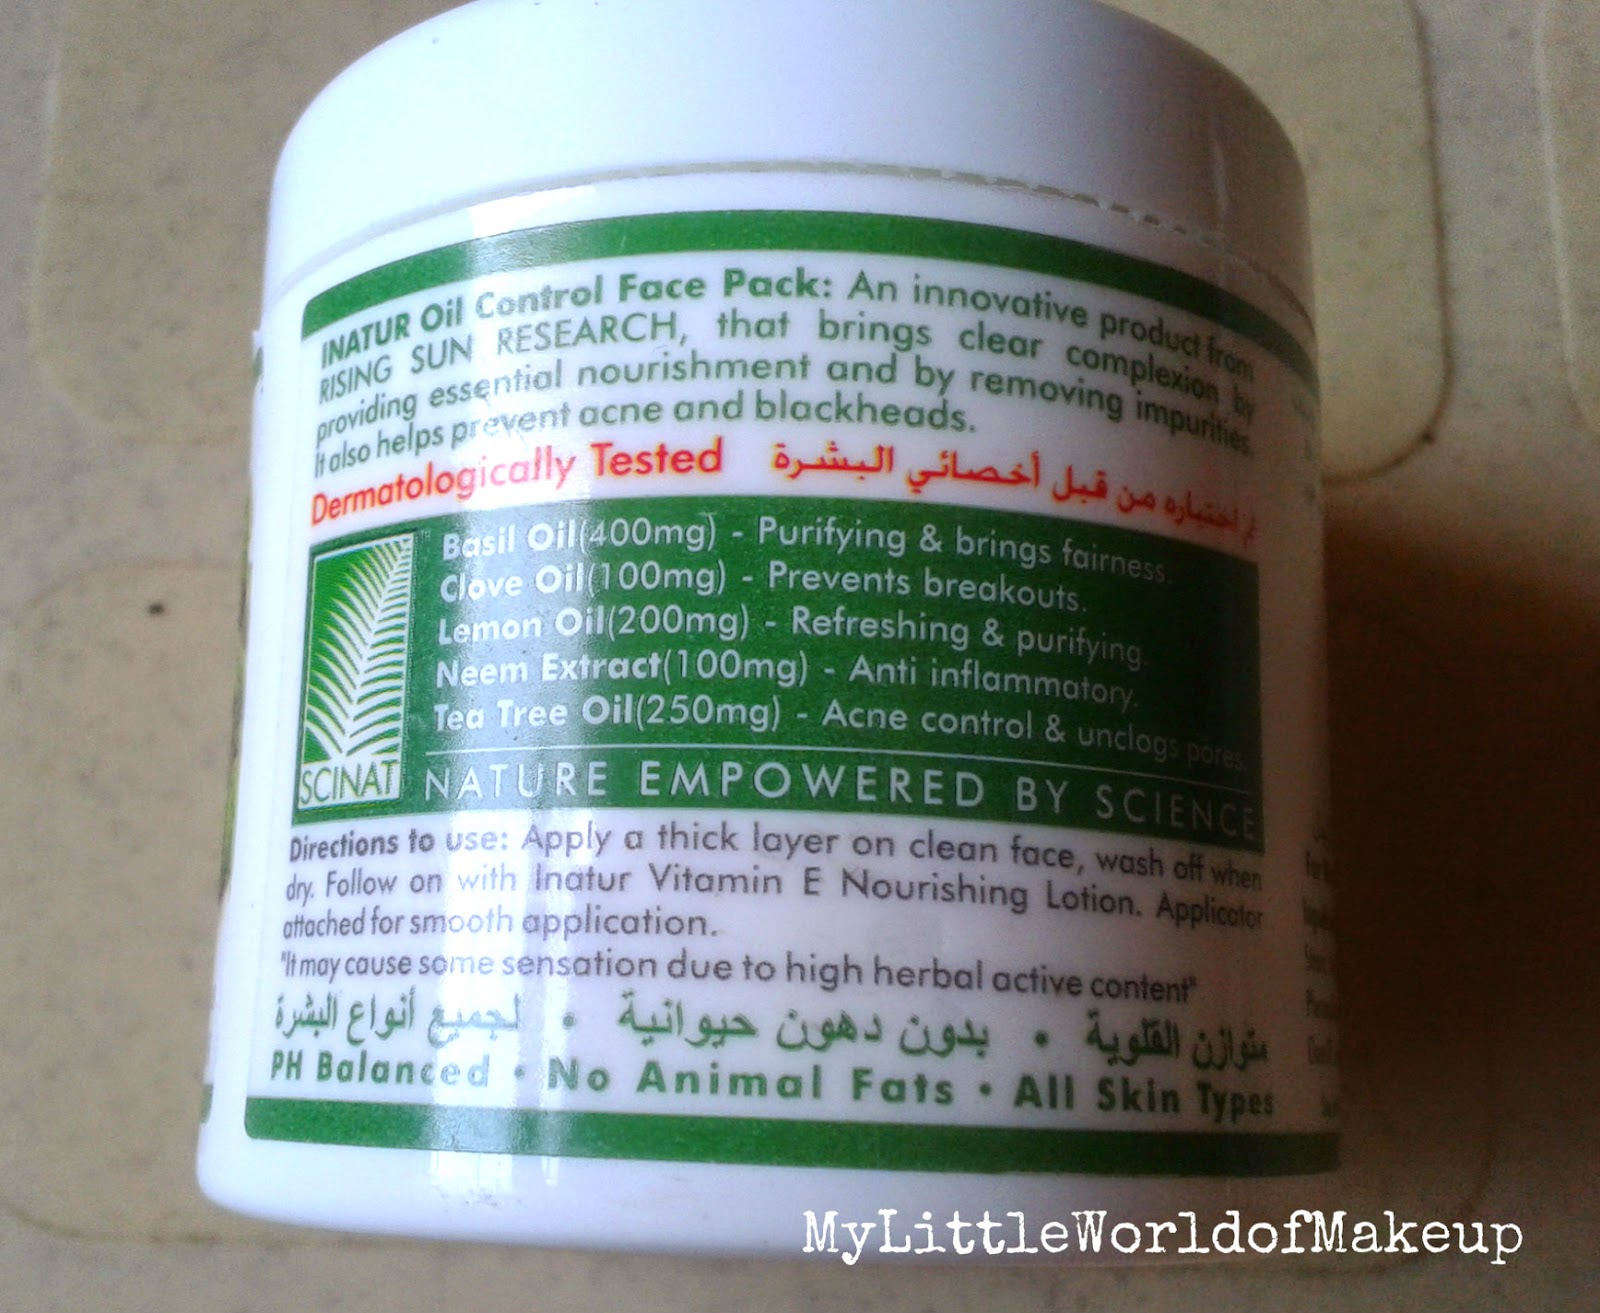 INATUR Oil Control Face Pack: An innovative product from
RISING SUN RESEARCH, that brings clear complexion by
providing essential nourishment and by removing impurities.
It also helps prevent acne and blackheads.
Dermatologically Tested تم اختباره من قبل أخصائي البشرة
Basil Oil(400mg) - Purifying & brings fairness.
Clove Oil(100mg) - Prevents breakouts.
Lemon Oil(200mg) - Refreshing & purifying.
Neem Extract(100mg) - Anti inflammatory.
Tea Tree Oil(250mg) - Acne control & unclogs pores.
SCINAT
NATURE EMPOWERED BY SCIENCE
Directions to use: Apply a thick layer on clean face, wash off when
dry. Follow on with Inatur Vitamin E Nourishing Lotion. Applicator
attached for smooth application.
"It may cause some sensation due to high herbal active content"
متوازن القلوية • بدون دهون حيوانية • لجميع أنواع البشرة
PH Balanced • No Animal Fats • All Skin Types
MyLittleWorldofMakeup